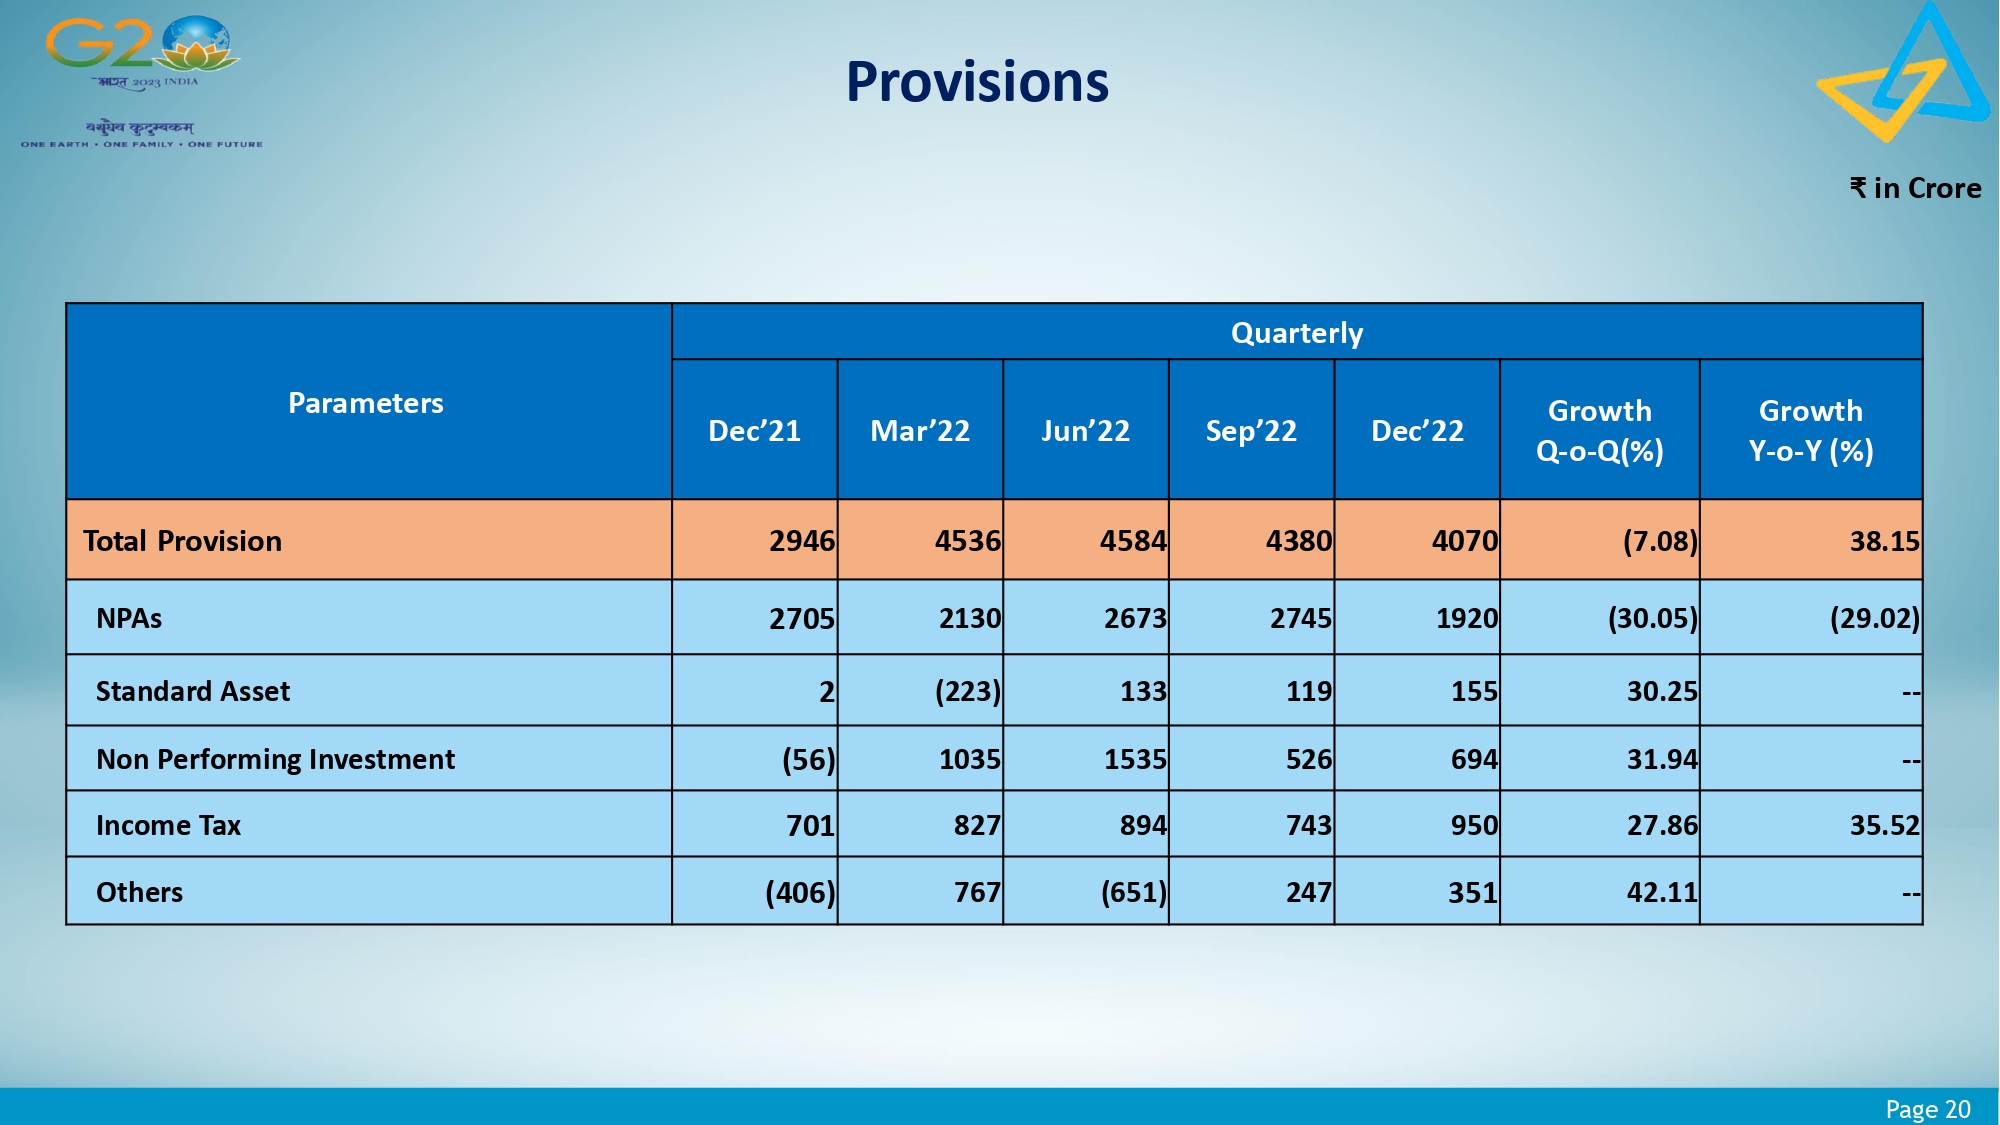 G20
भारत 2023 INDIA
वसुधैव कुटुम्बकम्
ONE EARTH • ONE FAMILY • ONE FUTURE
Provisions
₹ in Crore
Parameters
Quarterly
Dec’21 Mar’22 Jun’22 Sep’22 Dec’22 Growth Q-o-Q(%) Growth Y-o-Y (%)
Total Provision 2946 4536 4584 4380 4070 (7.08) 38.15
NPAs 2705 2130 2673 2745 1920 (30.05) (29.02)
Standard Asset 2 (223) 133 119 155 30.25 --
Non Performing Investment (56) 1035 1535 526 694 31.94 --
Income Tax 701 827 894 743 950 27.86 35.52
Others (406) 767 (651) 247 351 42.11 --
Page 20